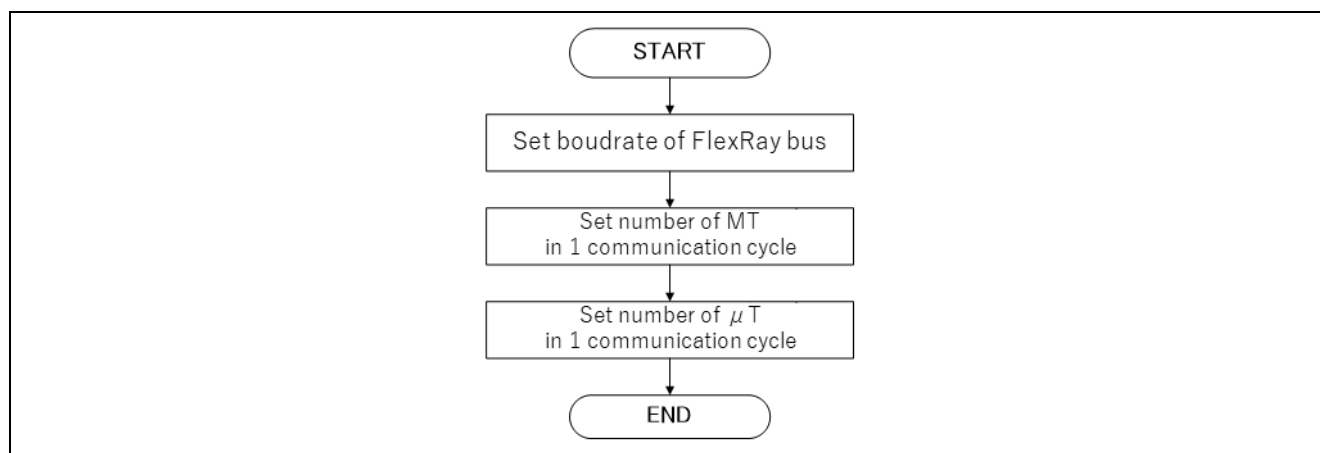 START
Set boudrate of FlexRay bus
Set number of MT
in 1 communication cycle
Set number of μT
in 1 communication cycle
END